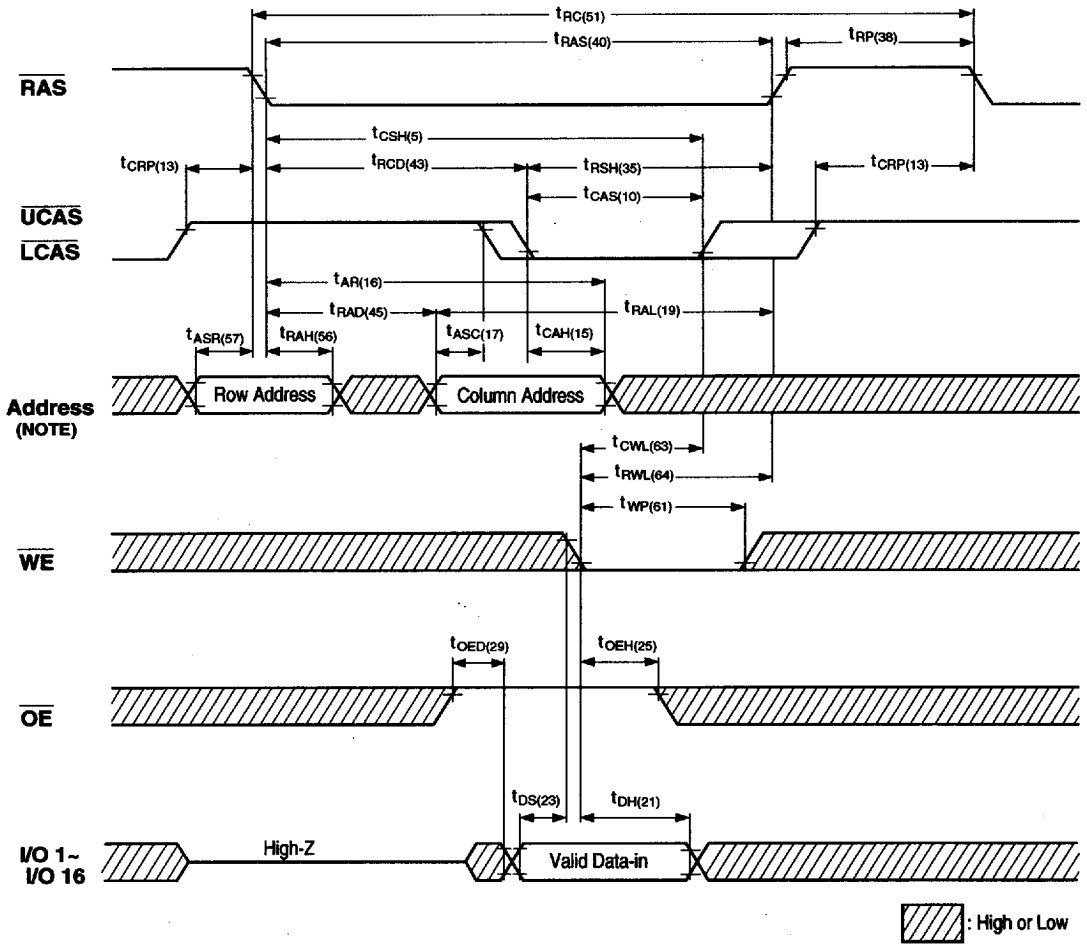 tRC(51)
tRAS(40)
tRP(38)
RAS
tCSH(5)
tCRP(13)
tRCD(43)
tRSH(35)
tCRP(13)
tCAS(10)
UCAS
LCAS
tAR(16)
tRAD(45)
tRAL(19)
tASR(57)
tRAH(56)
tASC(17)
tCAH(15)
Address
(NOTE)
Row Address
Column Address
tCWL(63)
tRWL(64)
tWP(61)
WE
tOED(29)
tOEH(25)
OE
tDS(23)
tDH(21)
I/O 1~
I/O 16
High-Z
Valid Data-in
: High or Low